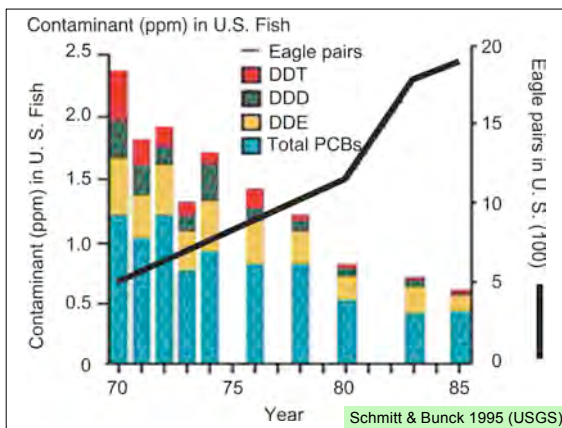 Contaminant (ppm) in U.S. Fish
Contaminant (ppm) in U. S. Fish
2.5
2.0
1.5
1.0
0.5
0
Eagle pairs
DDT
DDD
DDE
Total PCBs
20
15
10
5
0
Eagle pairs in U. S. (100)
70
75
80
85
Year
Schmitt & Bunck 1995 (USGS)